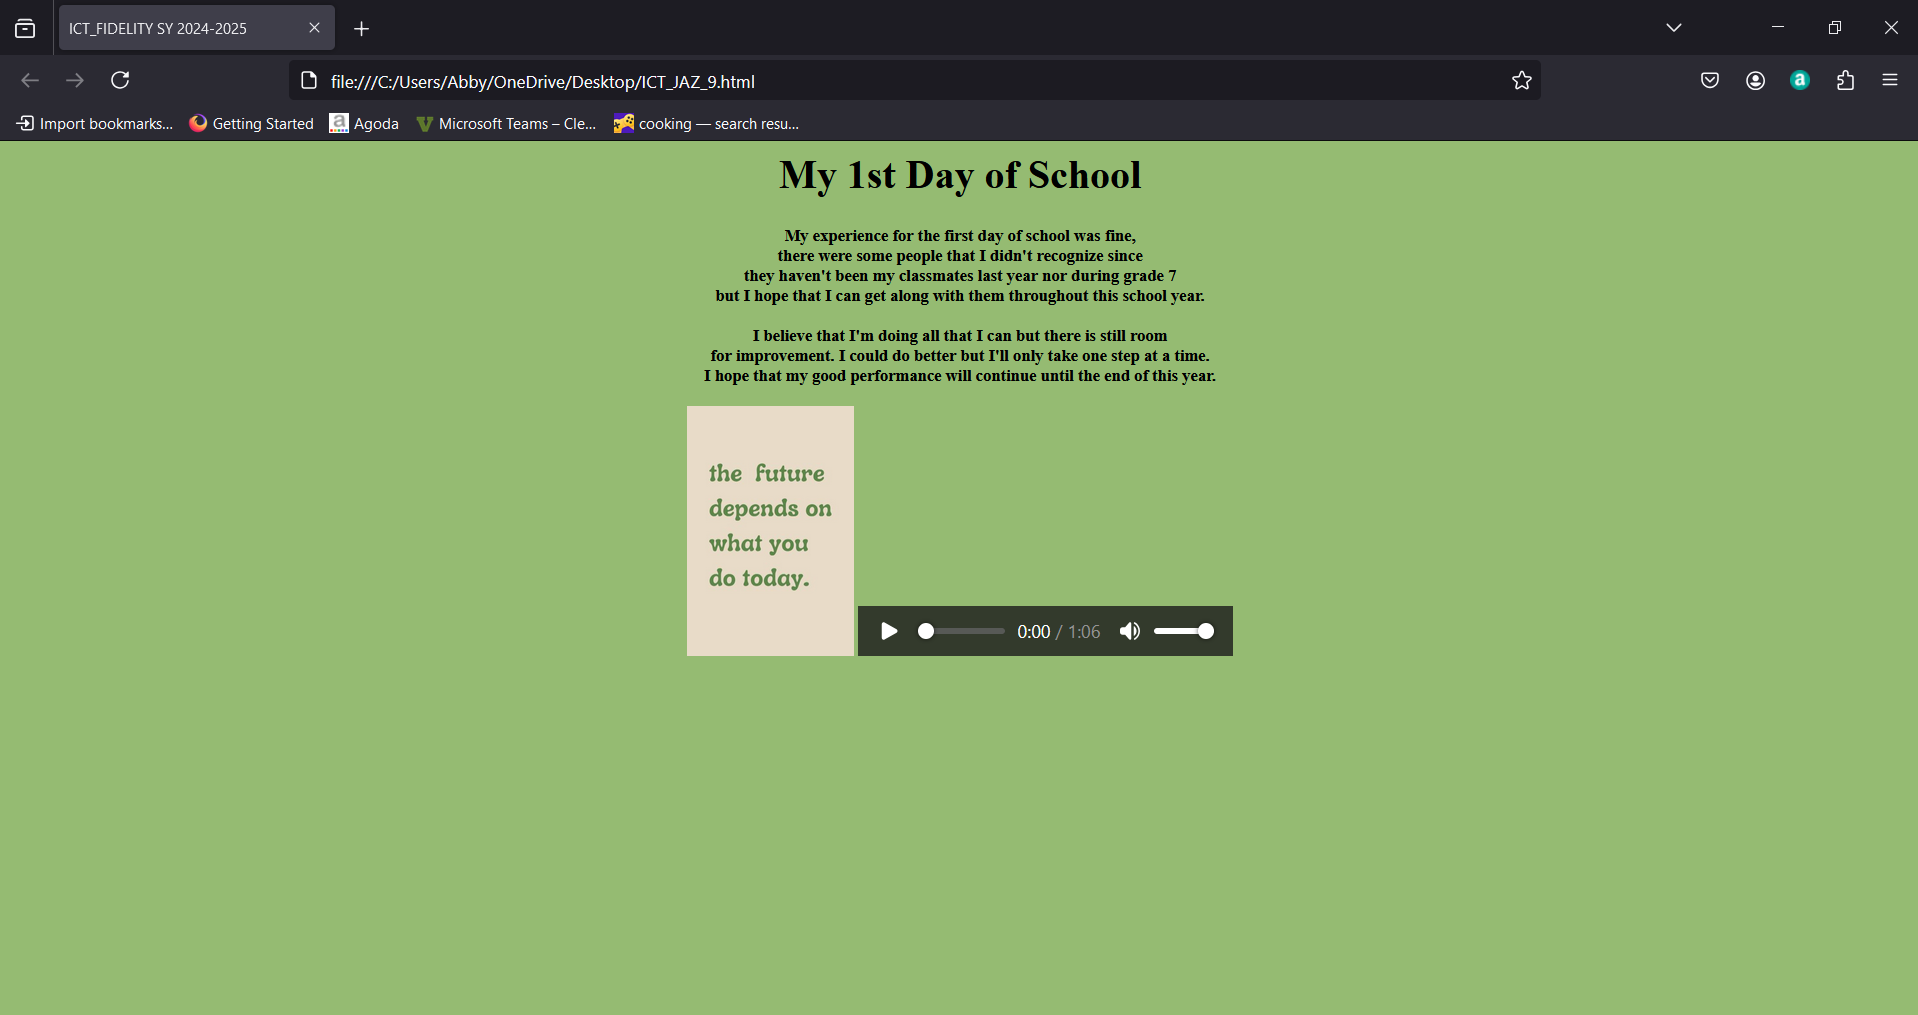 ICT_FIDELITY SY 2024-2025
file:///C:/Users/Abby/OneDrive/Desktop/ICT_JAZ_9.html
a
Import bookmarks...
Getting Started
a
Agoda
Microsoft Teams – Cle...
cooking — search resu...
My 1st Day of School
My experience for the first day of school was fine,
there were some people that I didn't recognize since
they haven't been my classmates last year nor during grade 7
but I hope that I can get along with them throughout this school year.
I believe that I'm doing all that I can but there is still room
for improvement. I could do better but I'll only take one step at a time.
I hope that my good performance will continue until the end of this year.
the future
depends on
what you
do today.
0:00 / 1:06